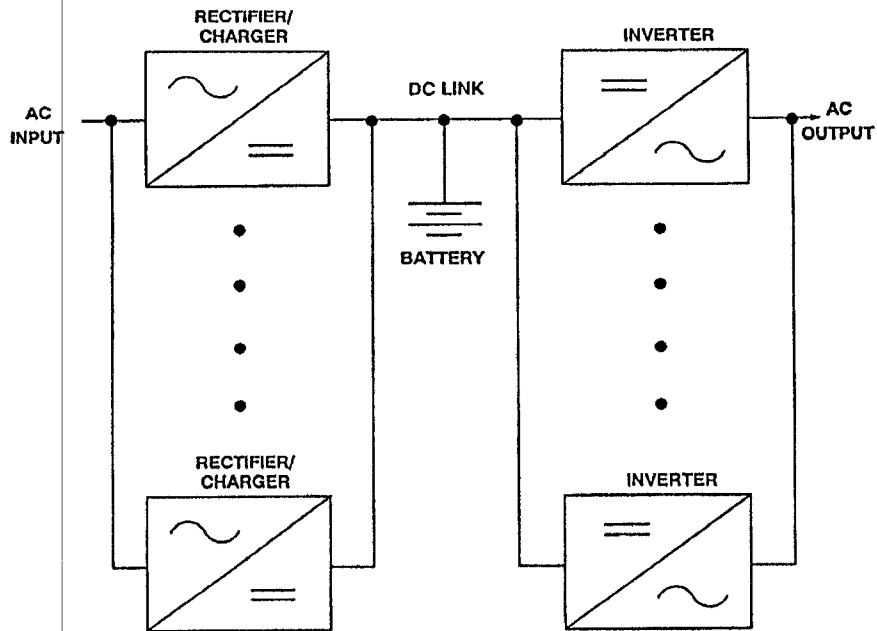 RECTIFIER/
CHARGER
INVERTER
DC LINK
AC
INPUT
AC
OUTPUT
BATTERY
RECTIFIER/
CHARGER
INVERTER